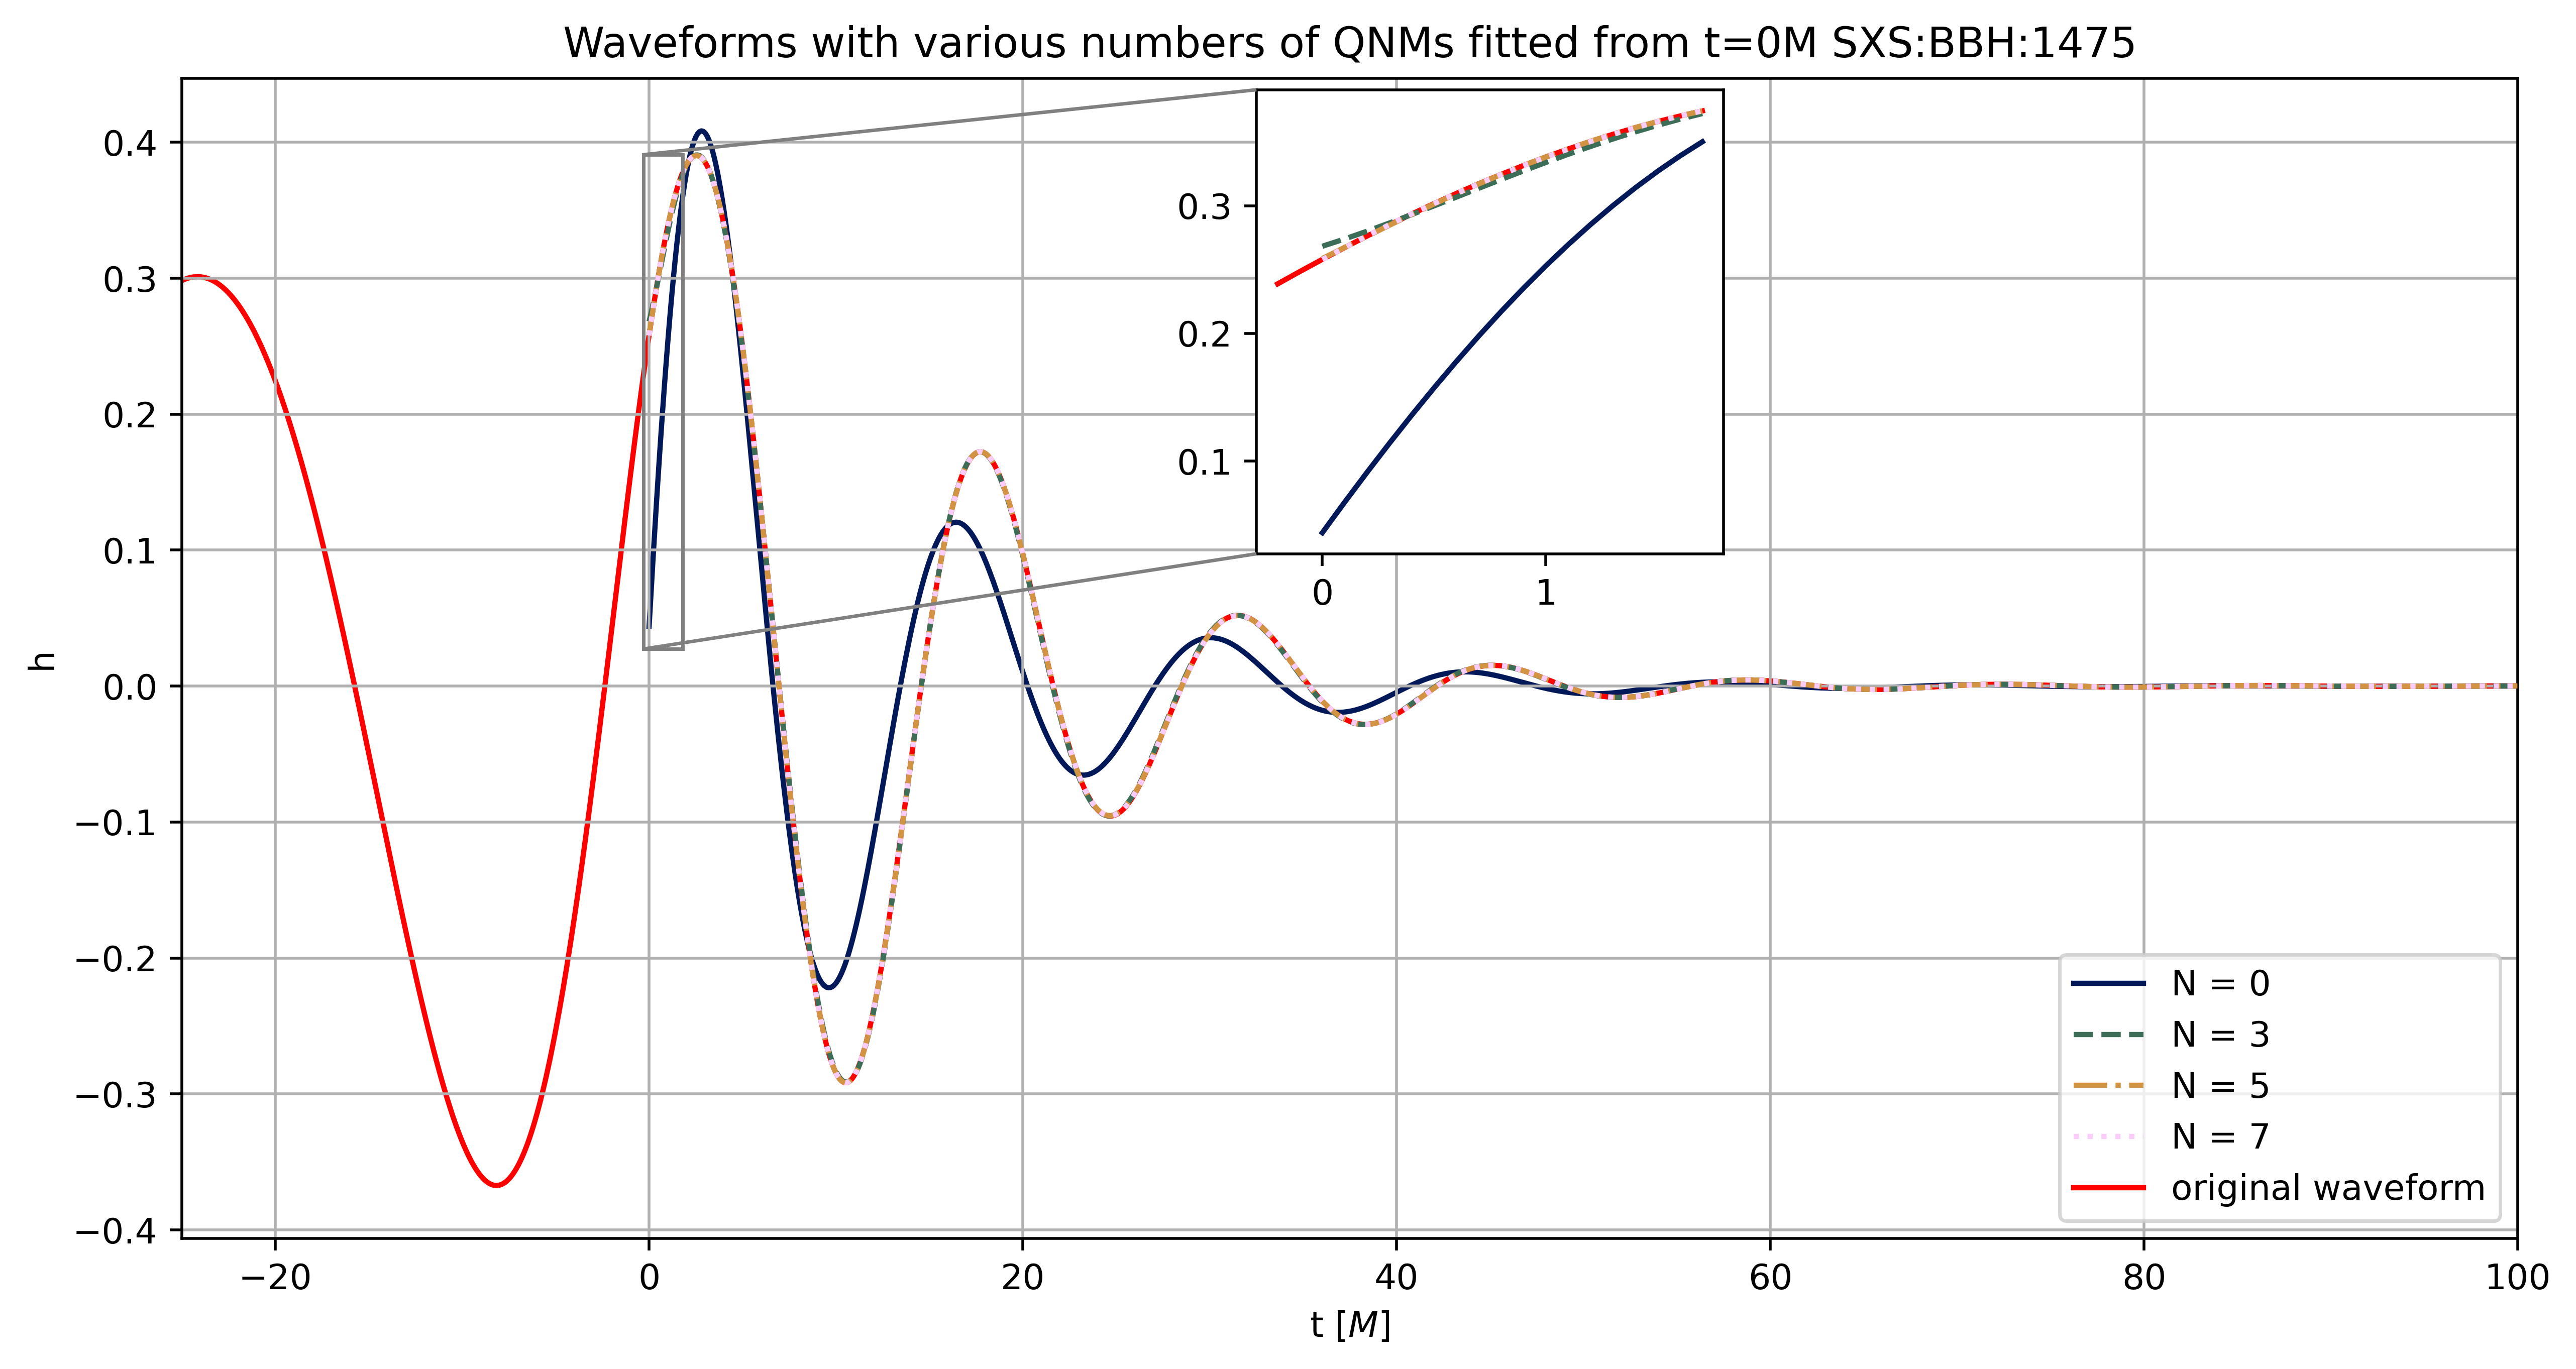 Waveforms with various numbers of QNMs fitted from t=0M SXS:BBH:1475
h
0.4
0.3
0.2
0.1
0.0
−0.1
−0.2
−0.3
−0.4
0.3
0.2
0.1
0 1
N = 0
N = 3
N = 5
N = 7
original waveform
−20 0 20 40 60 80 100
t [M]